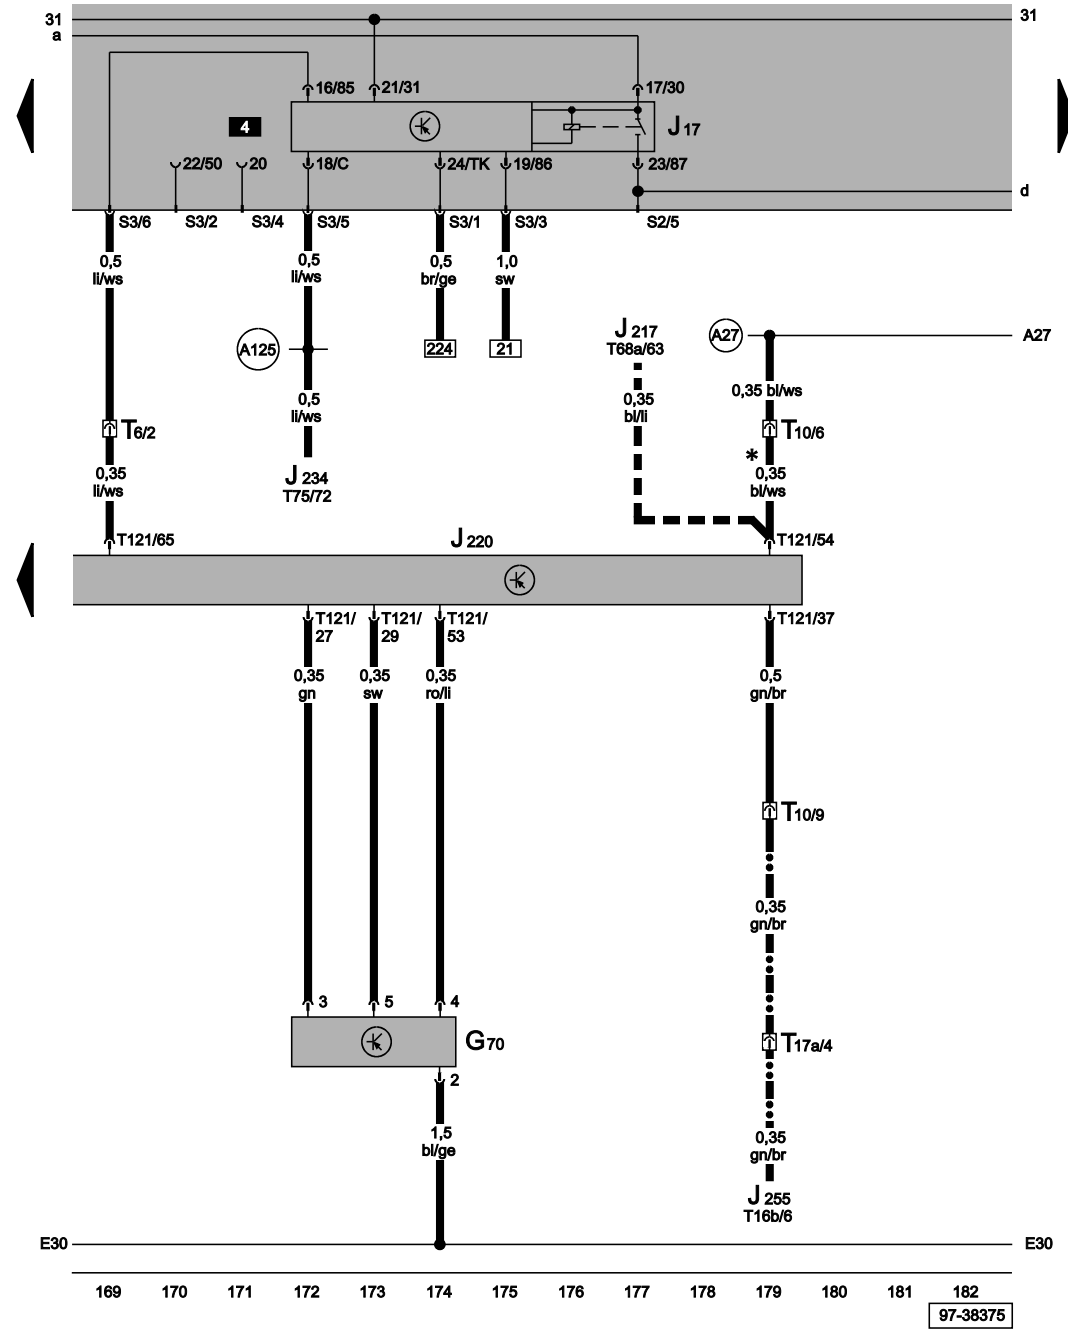 31
31
a
16/85
21/31
17/30
4
J 17
22/50
20
18/C
24/TK
19/86
23/87
d
S3/6
S3/2
S3/4
S3/5
S3/1
S3/3
S2/5
0,5
li/ws
0,5
li/ws
0,5
br/ge
1,0
sw
A125
224
21
J 217
T68a/63
A27
A27
0,35 bl/ws
0,5
li/ws
0,35
bl/li
T6/2
T10/6
*
0,35
li/ws
J 234
T75/72
0,35
bl/ws
T121/65
J 220
T121/54
T121/
27
T121/
29
T121/
53
T121/37
0,35
gn
0,35
sw
0,35
ro/li
0,5
gn/br
T10/9
0,35
gn/br
3
5
4
G70
T17a/4
2
1,5
bl/ge
0,35
gn/br
J 255
T16b/6
E30
E30
169 170 171 172 173 174 175 176 177 178 179 180 181 182
97-38375